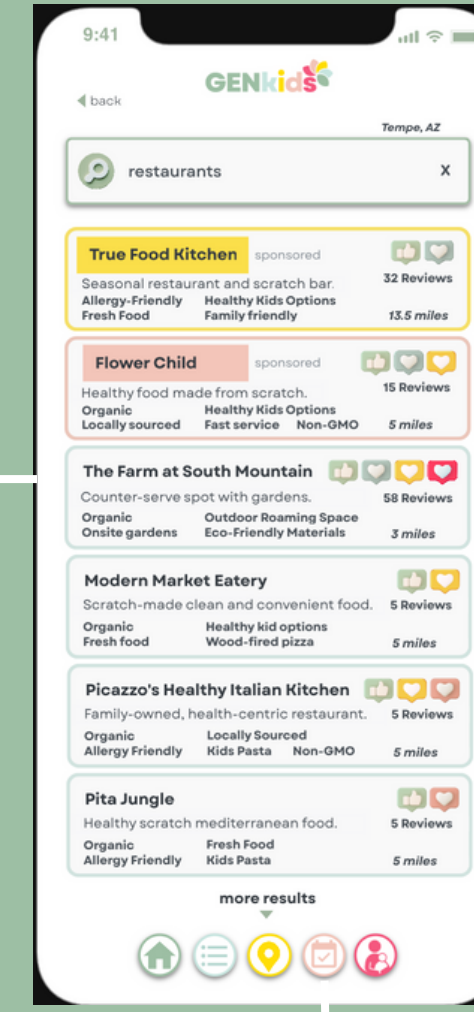 9:41
GENkids
back
Tempe, AZ
restaurants X
True Food Kitchen sponsored
Seasonal restaurant and scratch bar. 32 Reviews
Allergy-Friendly Healthy Kids Options
Fresh Food Family friendly 13.5 miles
Flower Child sponsored
Healthy food made from scratch. 15 Reviews
Organic Healthy Kids Options
Locally sourced Fast service Non-GMO 5 miles
The Farm at South Mountain
Counter-serve spot with gardens. 58 Reviews
Organic Outdoor Roaming Space
Onsite gardens Eco-Friendly Materials 3 miles
Modern Market Eatery
Scratch-made clean and convenient food. 5 Reviews
Organic Healthy kid options
Fresh food Wood-fired pizza 5 miles
Picazzo's Healthy Italian Kitchen
Family-owned, health-centric restaurant. 5 Reviews
Organic Locally Sourced
Allergy Friendly Kids Pasta Non-GMO 5 miles
Pita Jungle
Healthy scratch mediterranean food. 5 Reviews
Organic Fresh Food
Allergy Friendly Kids Pasta 5 miles
more results